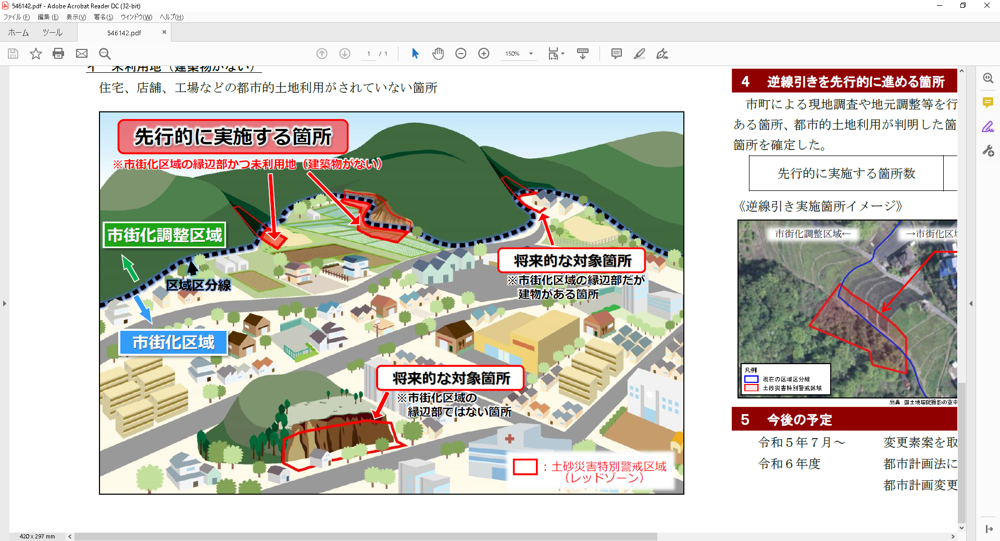 546142.pdf - Adobe Acrobat Reader DC (32-bit)
ファイル(F) 編集(E) 表示(V) 署名(S) ウィンドウ(W) ヘルプ(H)
ホーム ツール 546142.pdf ×
1 / 1 150%
イ 未利用地（建築物がない）
住宅、店舗、工場などの都市的土地利用がされていない箇所
先行的に実施する箇所
※市街化区域の縁辺部かつ未利用地（建築物がない）
市街化調整区域
区域区分線
市街化区域
将来的な対象箇所
※市街化区域の縁辺部だが
建物がある箇所
将来的な対象箇所
※市街化区域の
縁辺部ではない箇所
：土砂災害特別警戒区域
（レッドゾーン）
4 逆線引きを先行的に進める箇所
市町による現地調査や地元調整等を行
ある箇所、都市的土地利用が判明した箇
箇所を確定した。
先行的に実施する箇所数
《逆線引き実施箇所イメージ》
市街化調整区域← →市街化区域
凡例
現在の区域区分線
土砂災害特別警戒区域
出典：国土地理院撮影の空中
5 今後の予定
令和５年７月～ 変更素案を取
令和６年度 都市計画法に
都市計画変更
420 x 297 mm